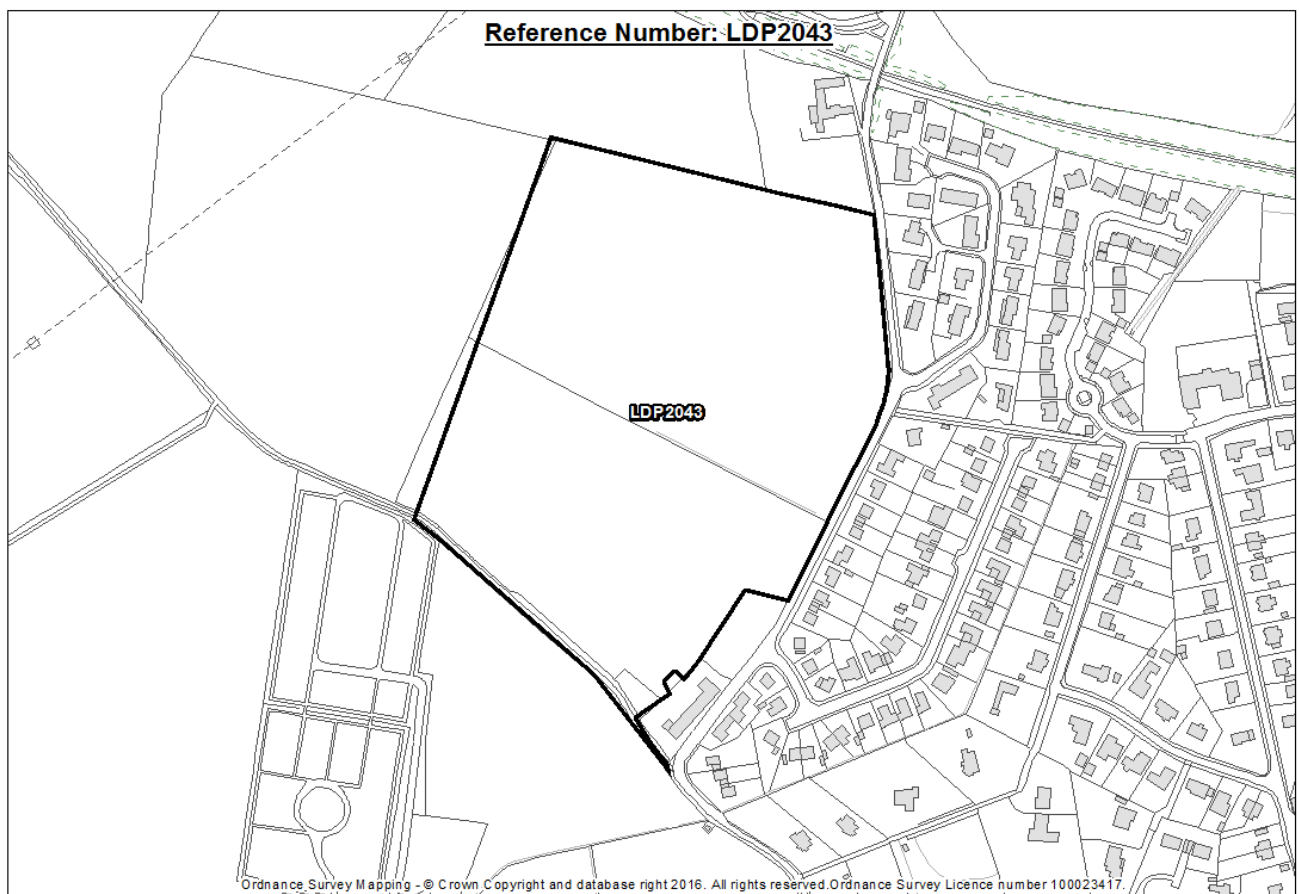 Reference Number: LDP2043
LDP2043
Ordnance Survey Mapping - © Crown Copyright and database right 2016. All rights reserved.Ordnance Survey Licence number 100023417.